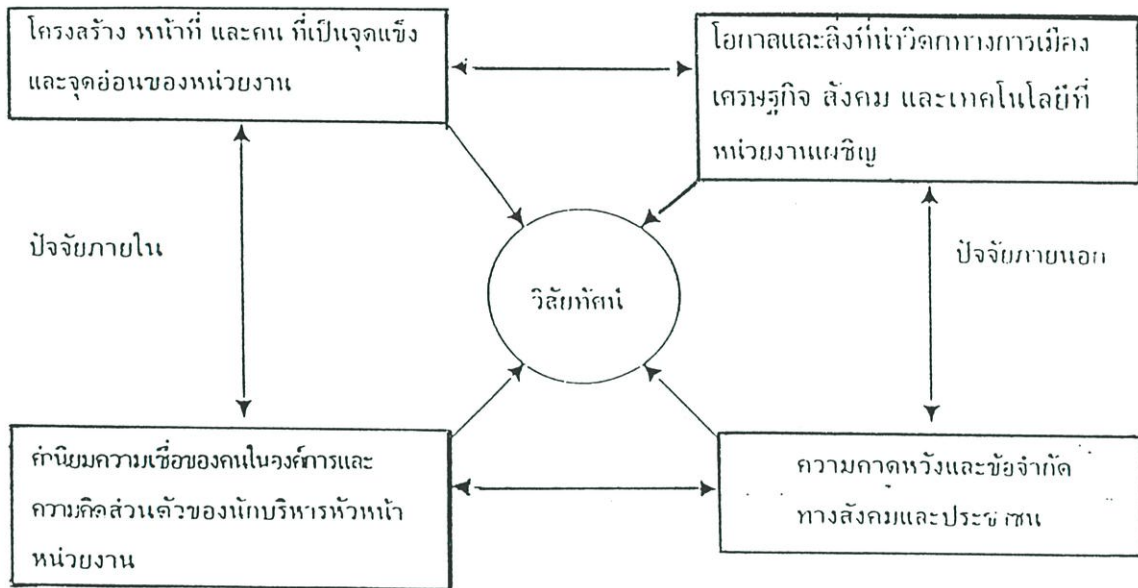 โครงสร้าง หน้าที่ และคน ที่เป็นจุดแข็ง
และจุดอ่อนของหน่วยงาน
โอกาสและสิ่งที่น่าวิตกทางการเมือง
เศรษฐกิจ สังคม และเทคโนโลยีที่
หน่วยงานเผชิญ
ปัจจัยภายใน
ปัจจัยภายนอก
วิสัยทัศน์
ค่านิยมความเชื่อของคนในองค์การและ
ความคิดส่วนตัวของนักบริหารหัวหน้า
หน่วยงาน
ความคาดหวังและข้อจำกัด
ทางสังคมและประชาชน